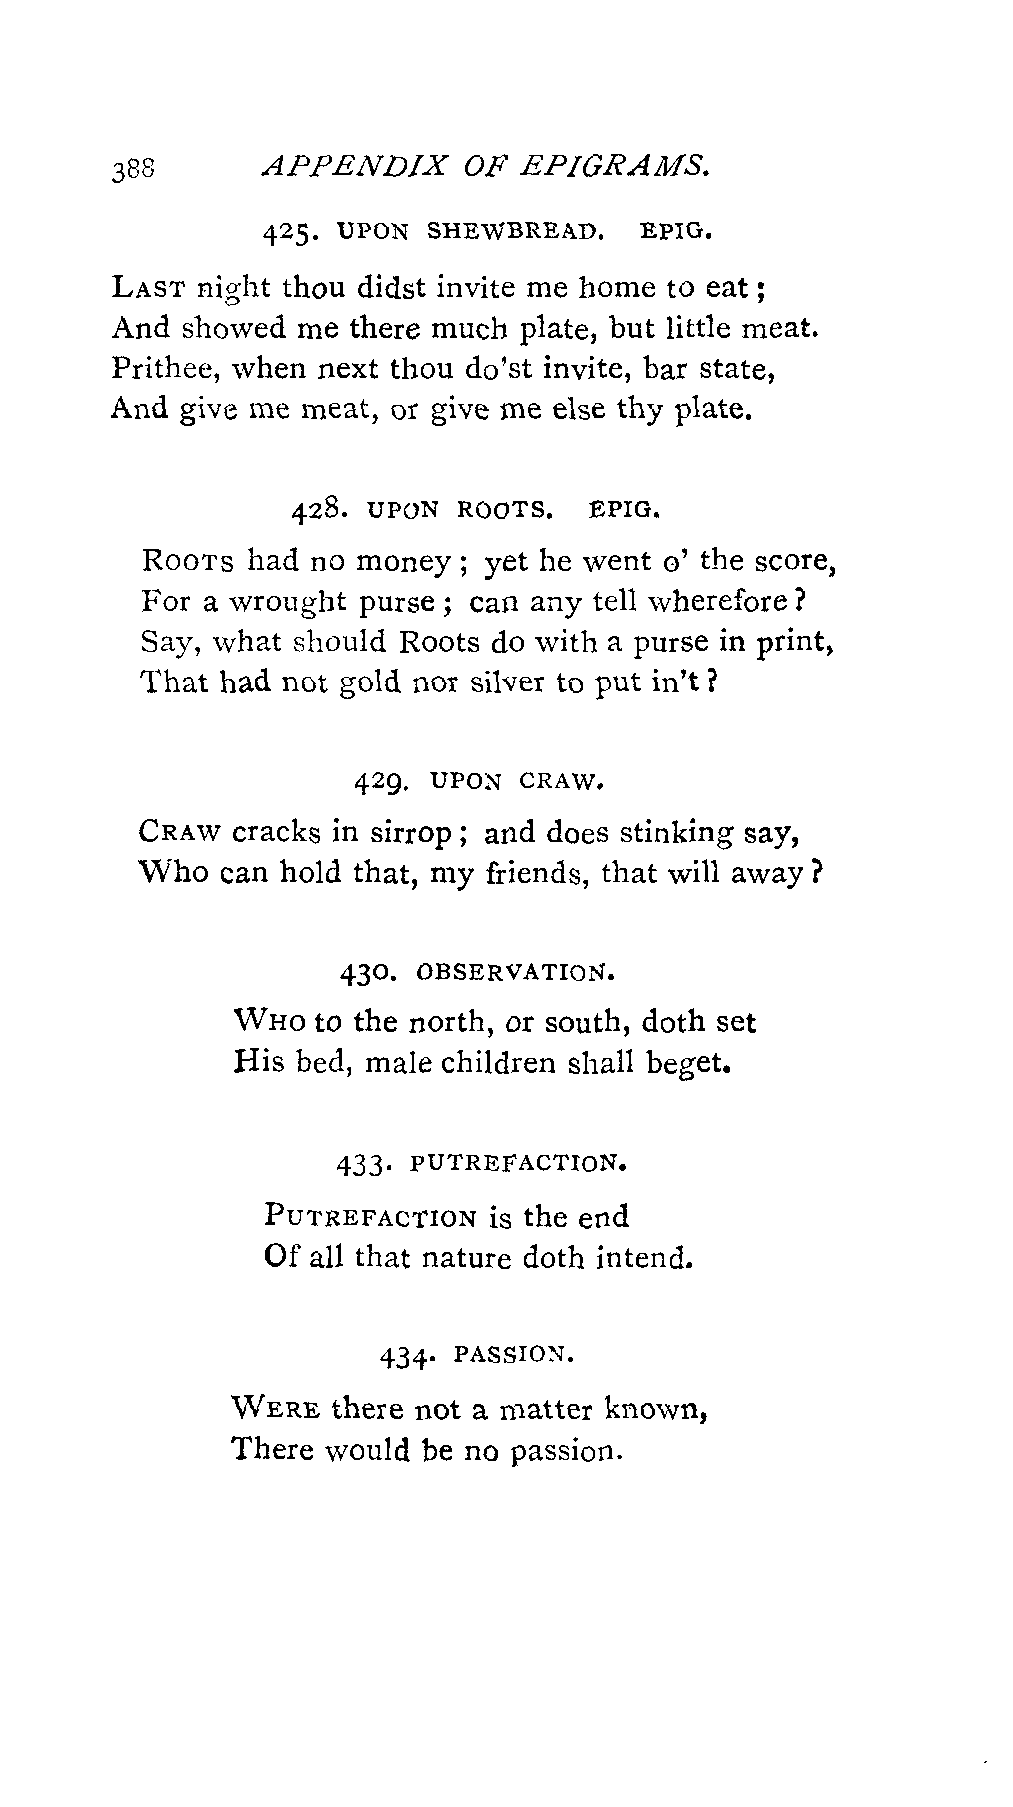 388 APPENDIX OF EPIGRAMS.
425. UPON SHEWBREAD. EPIG.
LAST night thou didst invite me home to eat;
And showed me there much plate, but little meat.
Prithee, when next thou do'st invite, bar state,
And give me meat, or give me else thy plate.
428. UPON ROOTS. EPIG.
ROOTS had no money; yet he went o' the score,
For a wrought purse; can any tell wherefore?
Say, what should Roots do with a purse in print,
That had not gold nor silver to put in't?
429. UPON CRAW.
CRAW cracks in sirrop; and does stinking say,
Who can hold that, my friends, that will away?
430. OBSERVATION.
WHO to the north, or south, doth set
His bed, male children shall beget.
433. PUTREFACTION.
PUTREFACTION is the end
Of all that nature doth intend.
434. PASSION.
WERE there not a matter known,
There would be no passion.